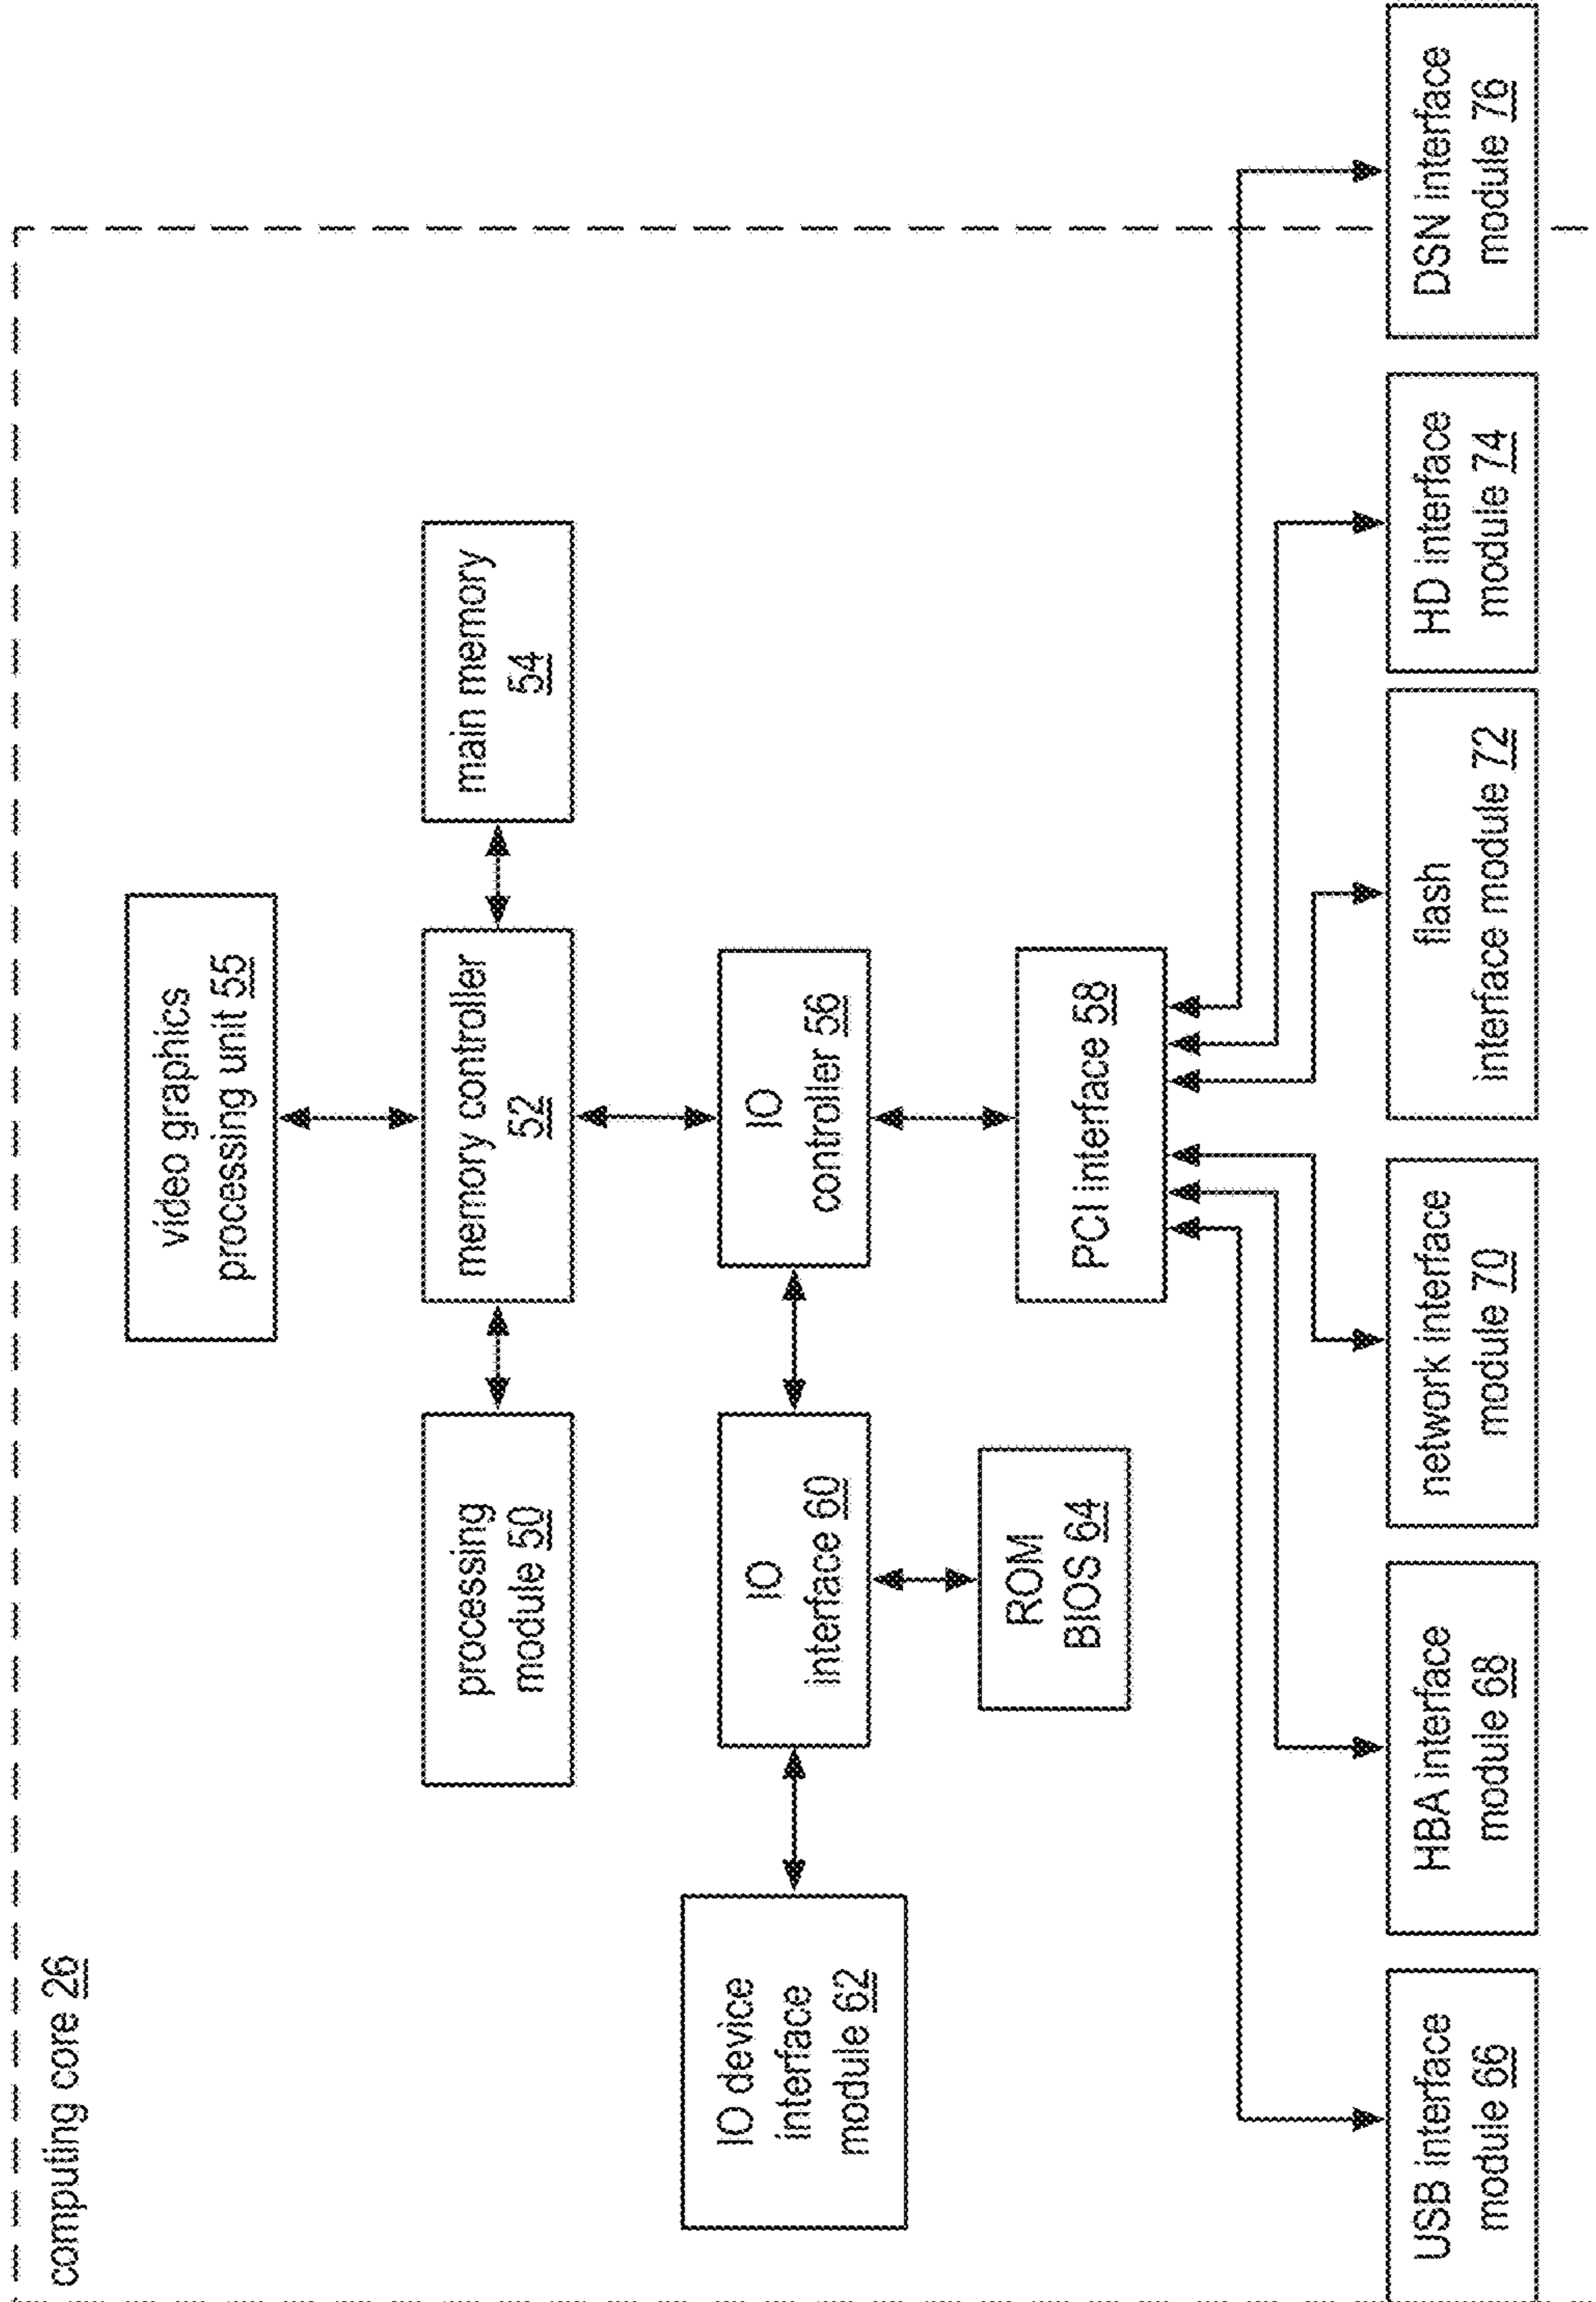 computing core 26
video graphics
processing unit 55
processing
module 50
memory controller
52
main memory
54
IO device
interface
module 62
IO
interface 60
IO
controller 56
ROM
BIOS 64
PCI interface 58
USB interface
module 66
HBA interface
module 68
network interface
module 70
flash
interface module 72
HD interface
module 74
DSN interface
module 76